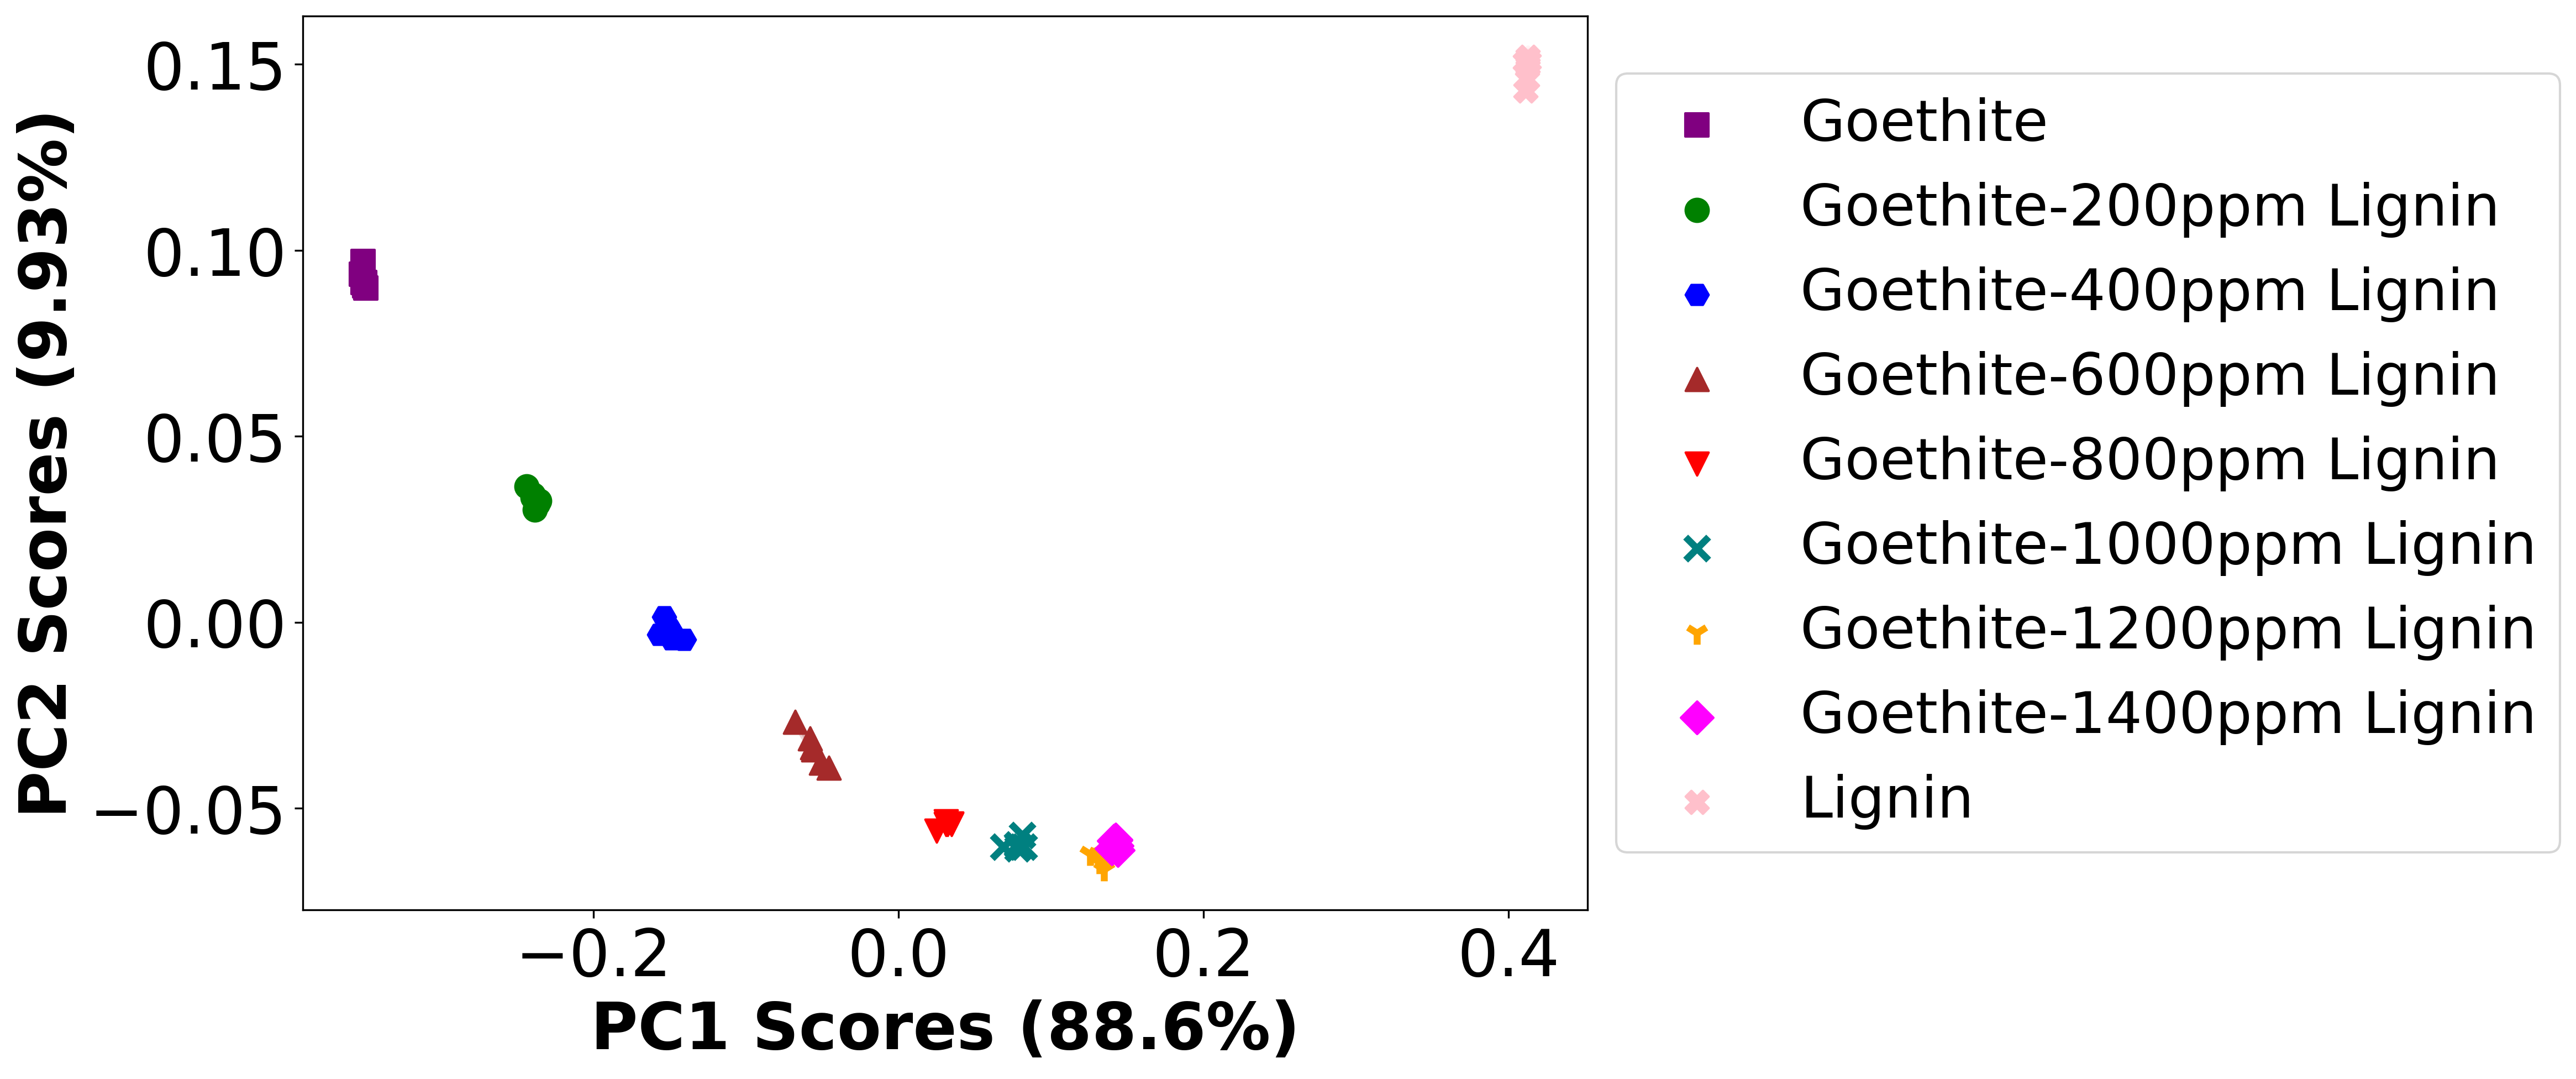 PC2 Scores (9.93%)
0.15
0.10
0.05
0.00
−0.05
−0.2
0.0
0.2
0.4
PC1 Scores (88.6%)
Goethite
Goethite-200ppm Lignin
Goethite-400ppm Lignin
Goethite-600ppm Lignin
Goethite-800ppm Lignin
Goethite-1000ppm Lignin
Goethite-1200ppm Lignin
Goethite-1400ppm Lignin
Lignin